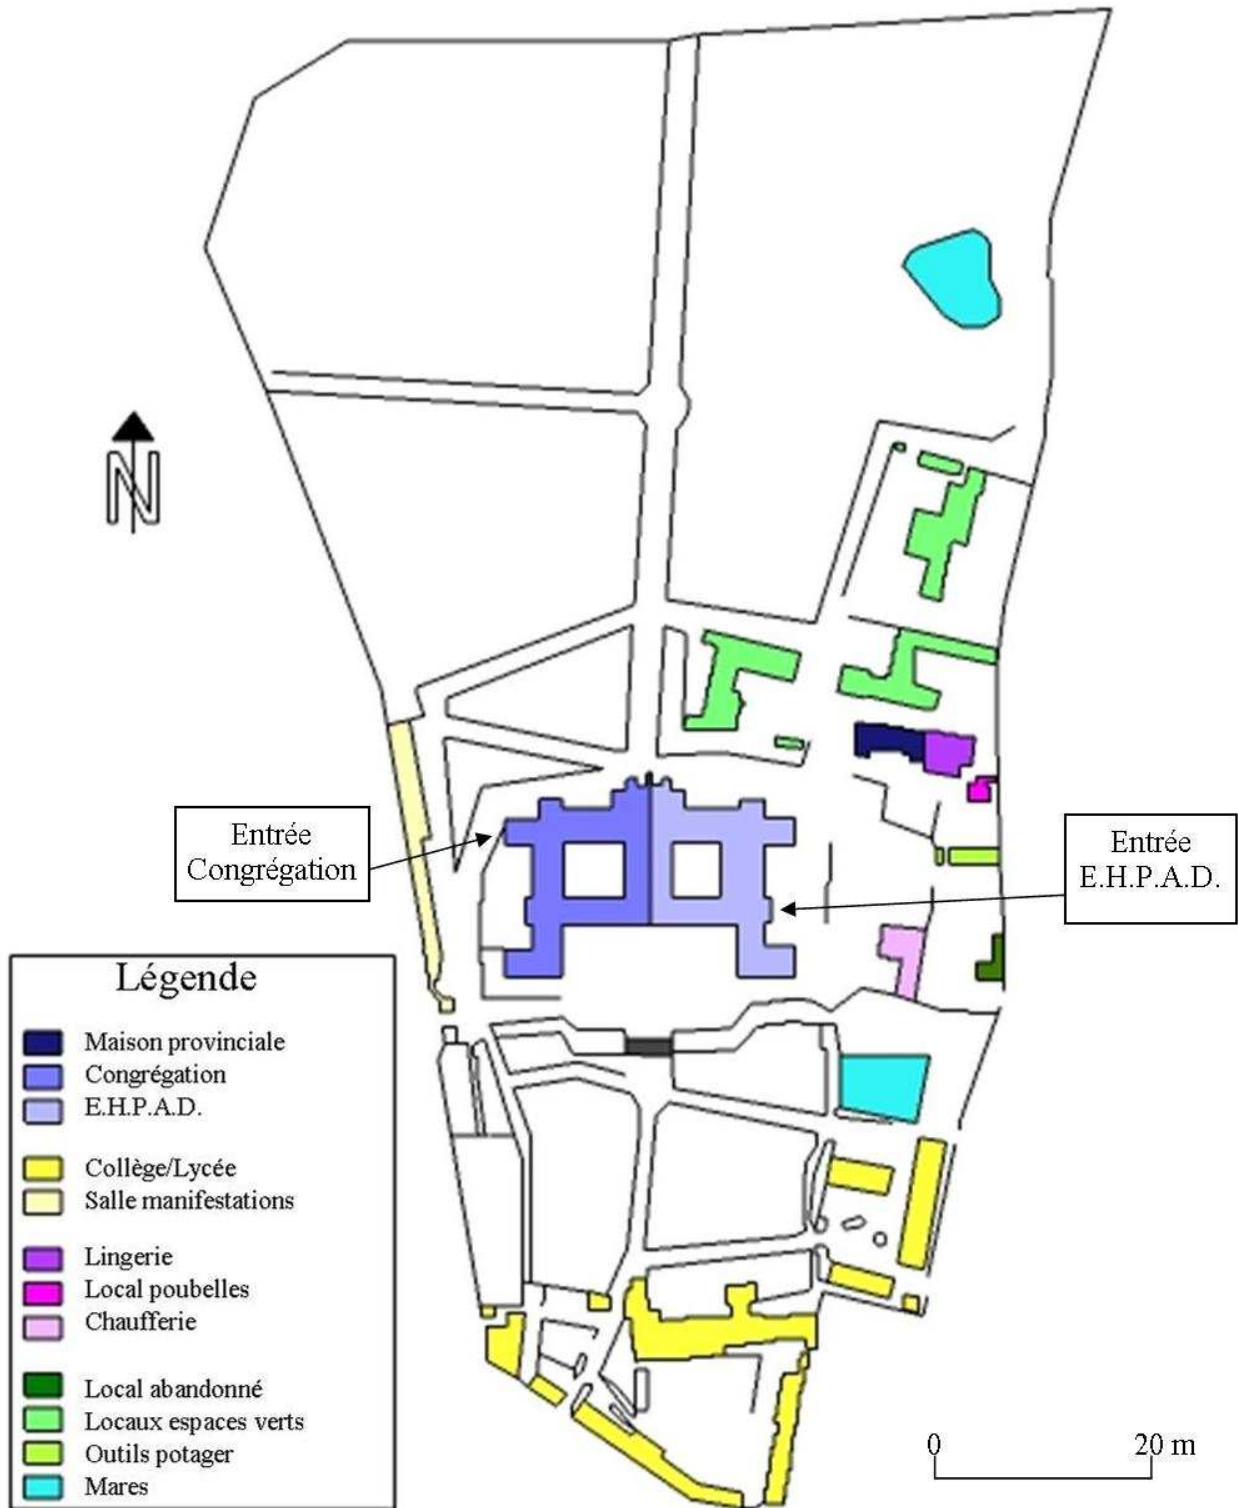 N
Entrée
Congrégation
Entrée
E.H.P.A.D.
Légende
Maison provinciale
Congrégation
E.H.P.A.D.
Collège/Lycée
Salle manifestations
Lingerie
Local poubelles
Chaufferie
Local abandonné
Locaux espaces verts
Outils potager
Mares
0 20 m